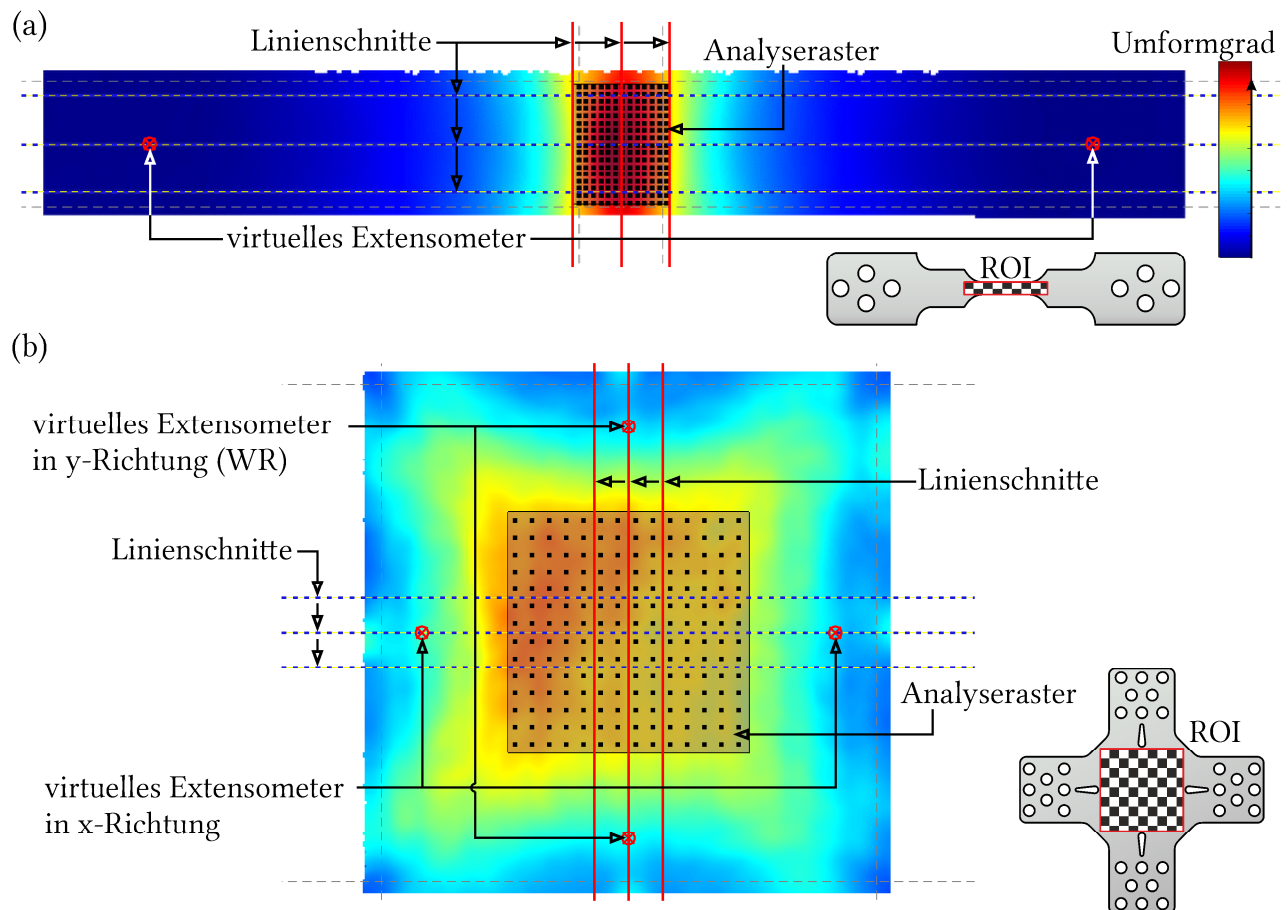 (a)
Linienschnitte
Analyseraster
Umformgrad
virtuelles Extensometer
ROI
(b)
virtuelles Extensometer
in y-Richtung (WR)
Linienschnitte
Linienschnitte
Analyseraster
ROI
virtuelles Extensometer
in x-Richtung